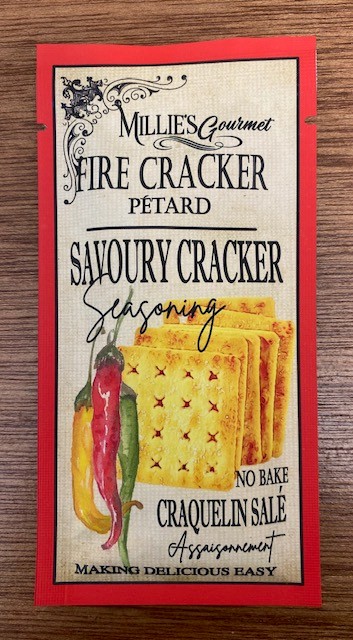 MILLIE'S Gourmet
FIRE CRACKER
PÉTARD
SAVOURY CRACKER
Seasoning
NO BAKE
CRAQUELIN SALÉ
Assaisonnement
MAKING DELICIOUS EASY